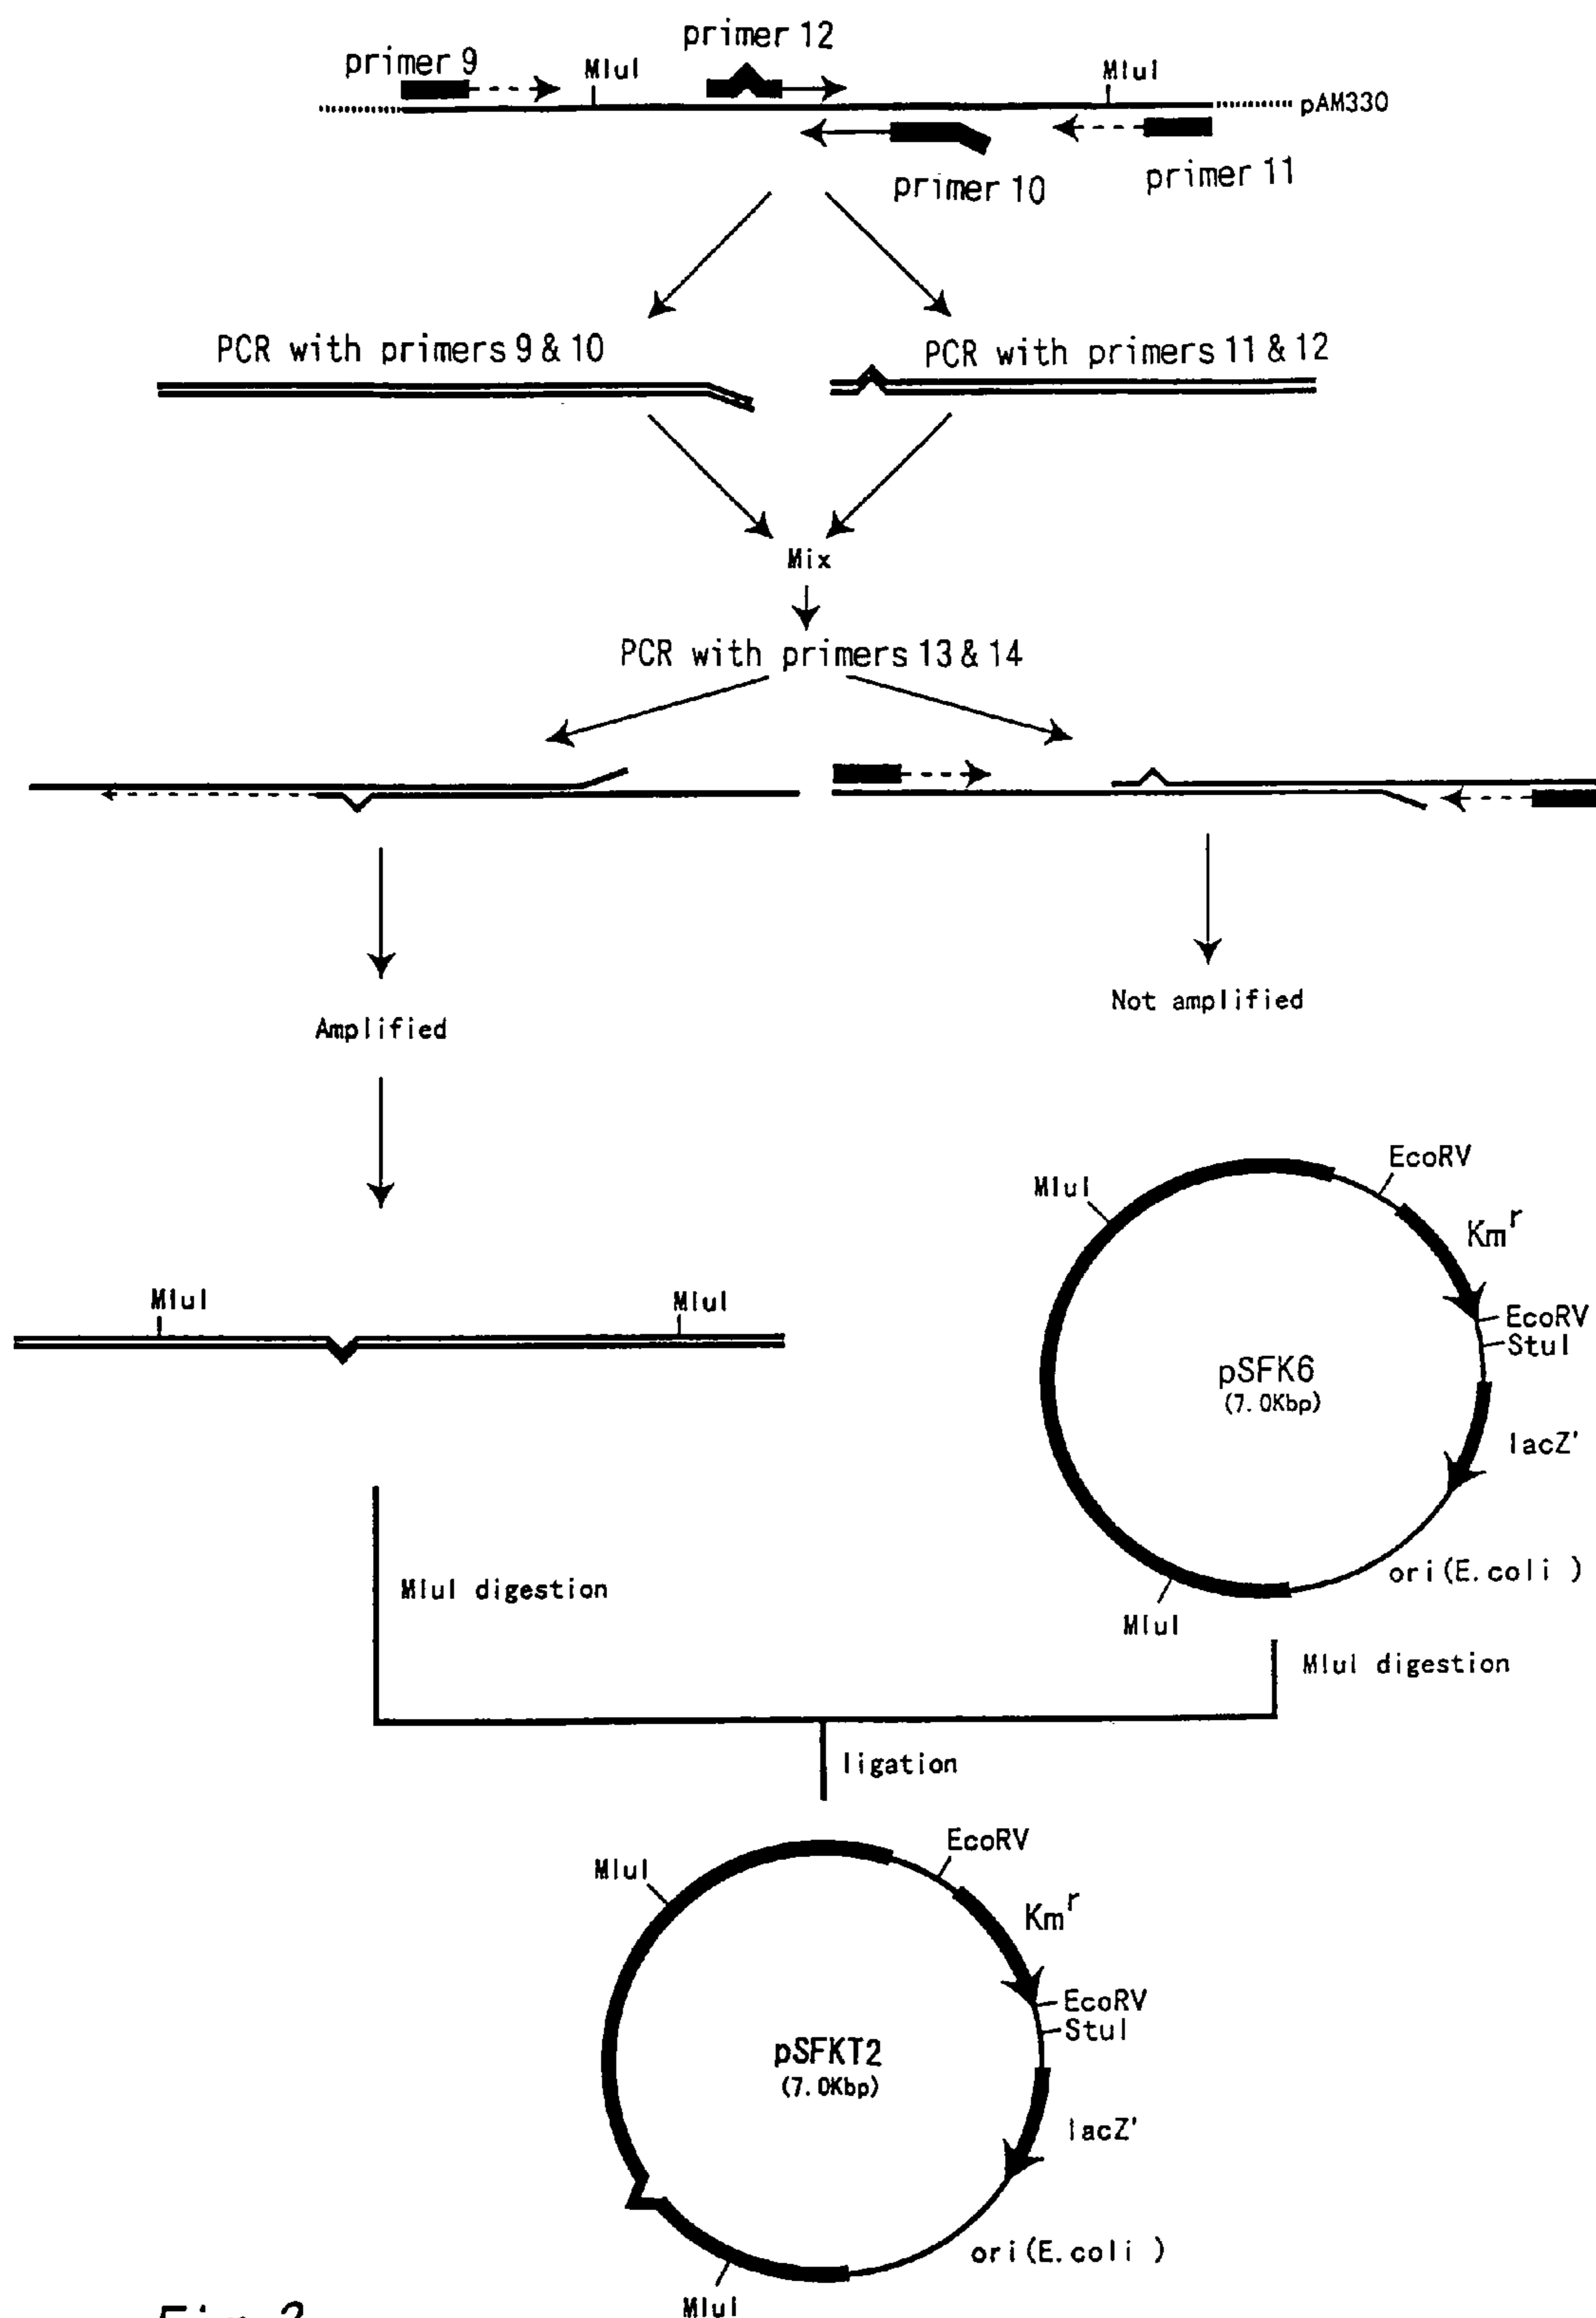 primer 9
primer 12
MluI
MluI
pAM330
primer 10
primer 11
PCR with primers 9 & 10
PCR with primers 11 & 12
Mix
PCR with primers 13 & 14
Amplified
Not amplified
MluI
MluI
MluI
EcoRV
Kmr
EcoRV
StuI
pSFK6
(7.0Kbp)
lacZ'
ori(E.coli )
MluI
MluI digestion
MluI digestion
ligation
MluI
EcoRV
Kmr
EcoRV
StuI
pSFKT2
(7.0Kbp)
lacZ'
ori(E.coli )
MluI